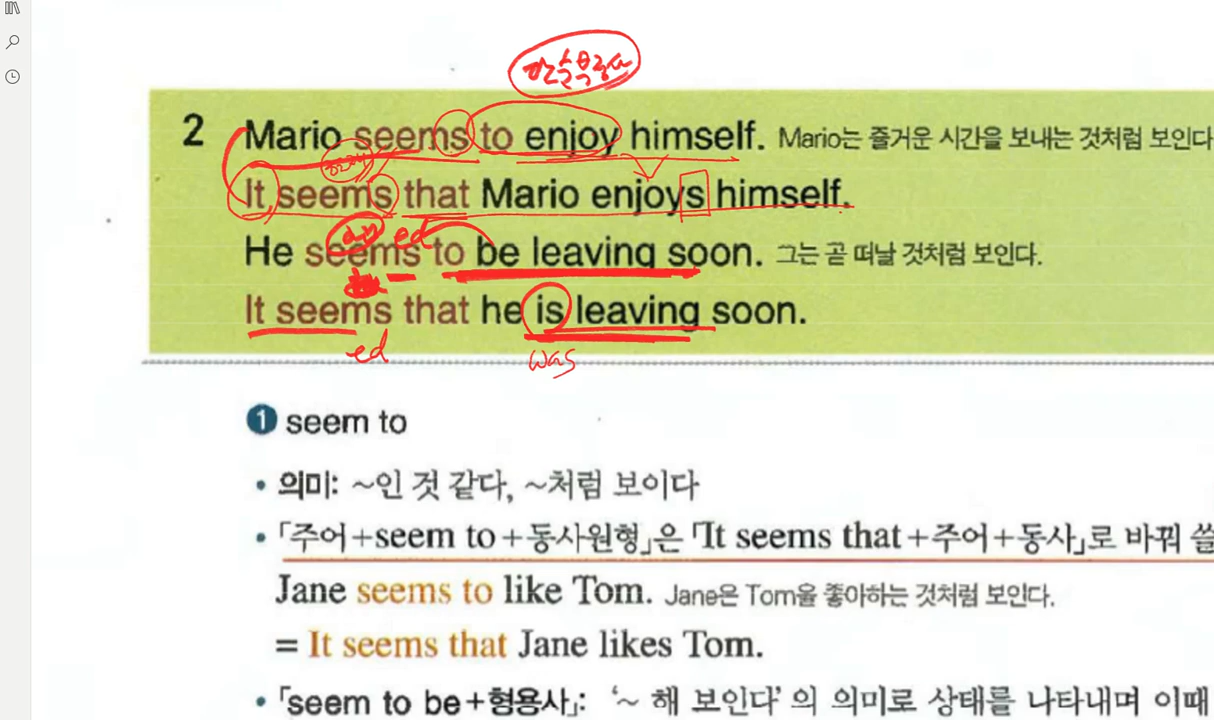 2 Mario seems to enjoy himself. Mario는 즐거운 시간을 보내는 것처럼 보인다
It seems that Mario enjoys himself.
ed
He seems to be leaving soon. 그는 곧 떠날 것처럼 보인다.
It seems that he is leaving soon.
ed was
1 seem to
• 의미: ~인 것 같다, ~처럼 보이다
• 「주어+seem to+동사원형」은 「It seems that+주어+동사」로 바꿔 쓸
Jane seems to like Tom. Jane은 Tom을 좋아하는 것처럼 보인다.
= It seems that Jane likes Tom.
• 「seem to be+형용사」: ‘~ 해 보인다’ 의 의미로 상태를 나타내며 이때